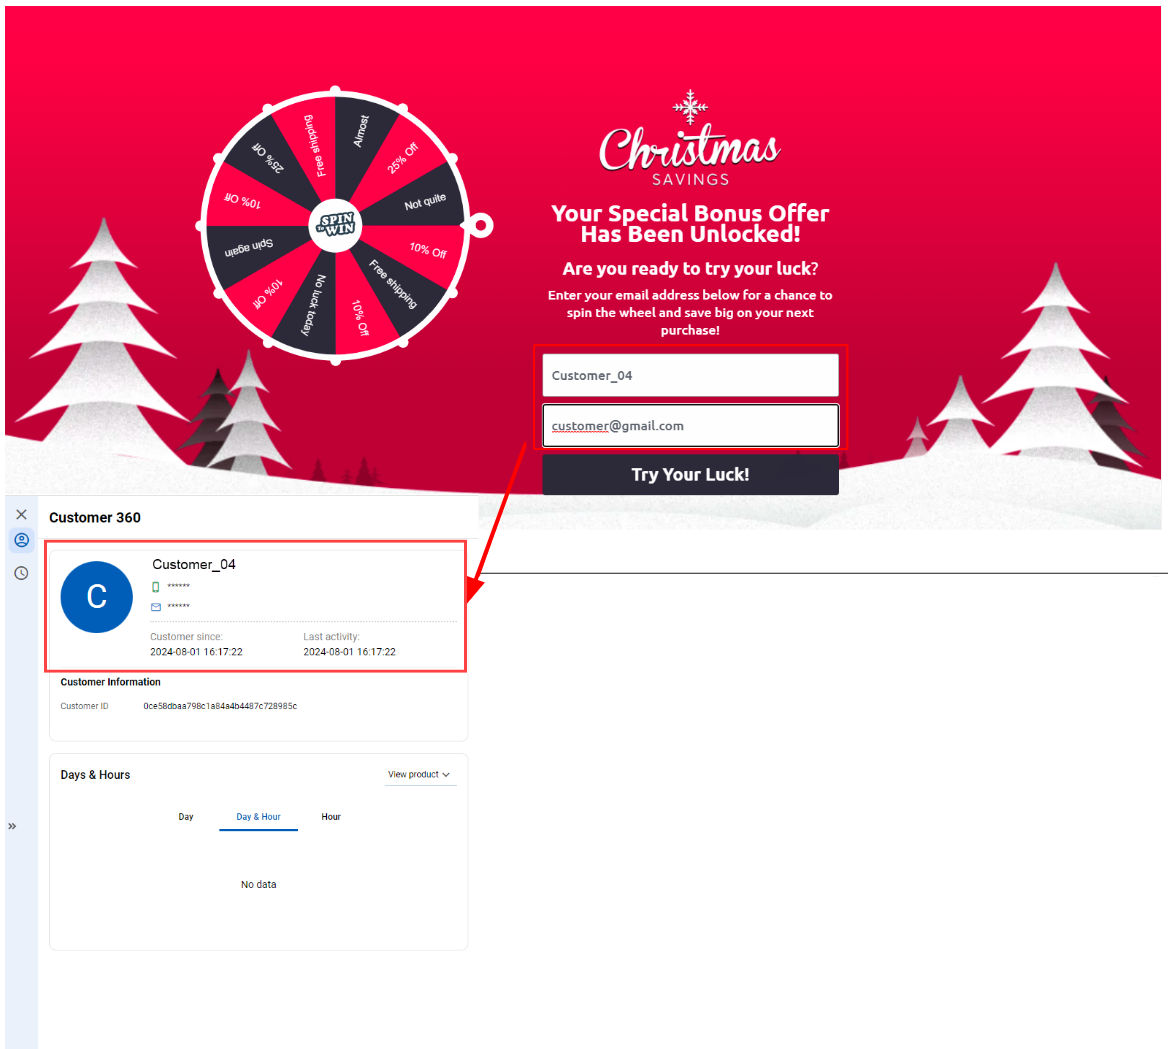 Almost
25% Off
Not quite
10% Off
Free shipping
10% Off
No luck today
10% Off
Spin again
10% Off
25% Off
Free shipping
SPIN
To WIN
Christmas
SAVINGS
Your Special Bonus Offer
Has Been Unlocked!
Are you ready to try your luck?
Enter your email address below for a chance to
spin the wheel and save big on your next
purchase!
Customer_04
customer@gmail.com
Try Your Luck!
Customer 360
C
Customer_04
******
******
Customer since: Last activity:
2024-08-01 16:17:22 2024-08-01 16:17:22
Customer Information
Customer ID 0ce58dbaa798c1a84a4b4487c728985c
Days & Hours View product
Day Day & Hour Hour
No data